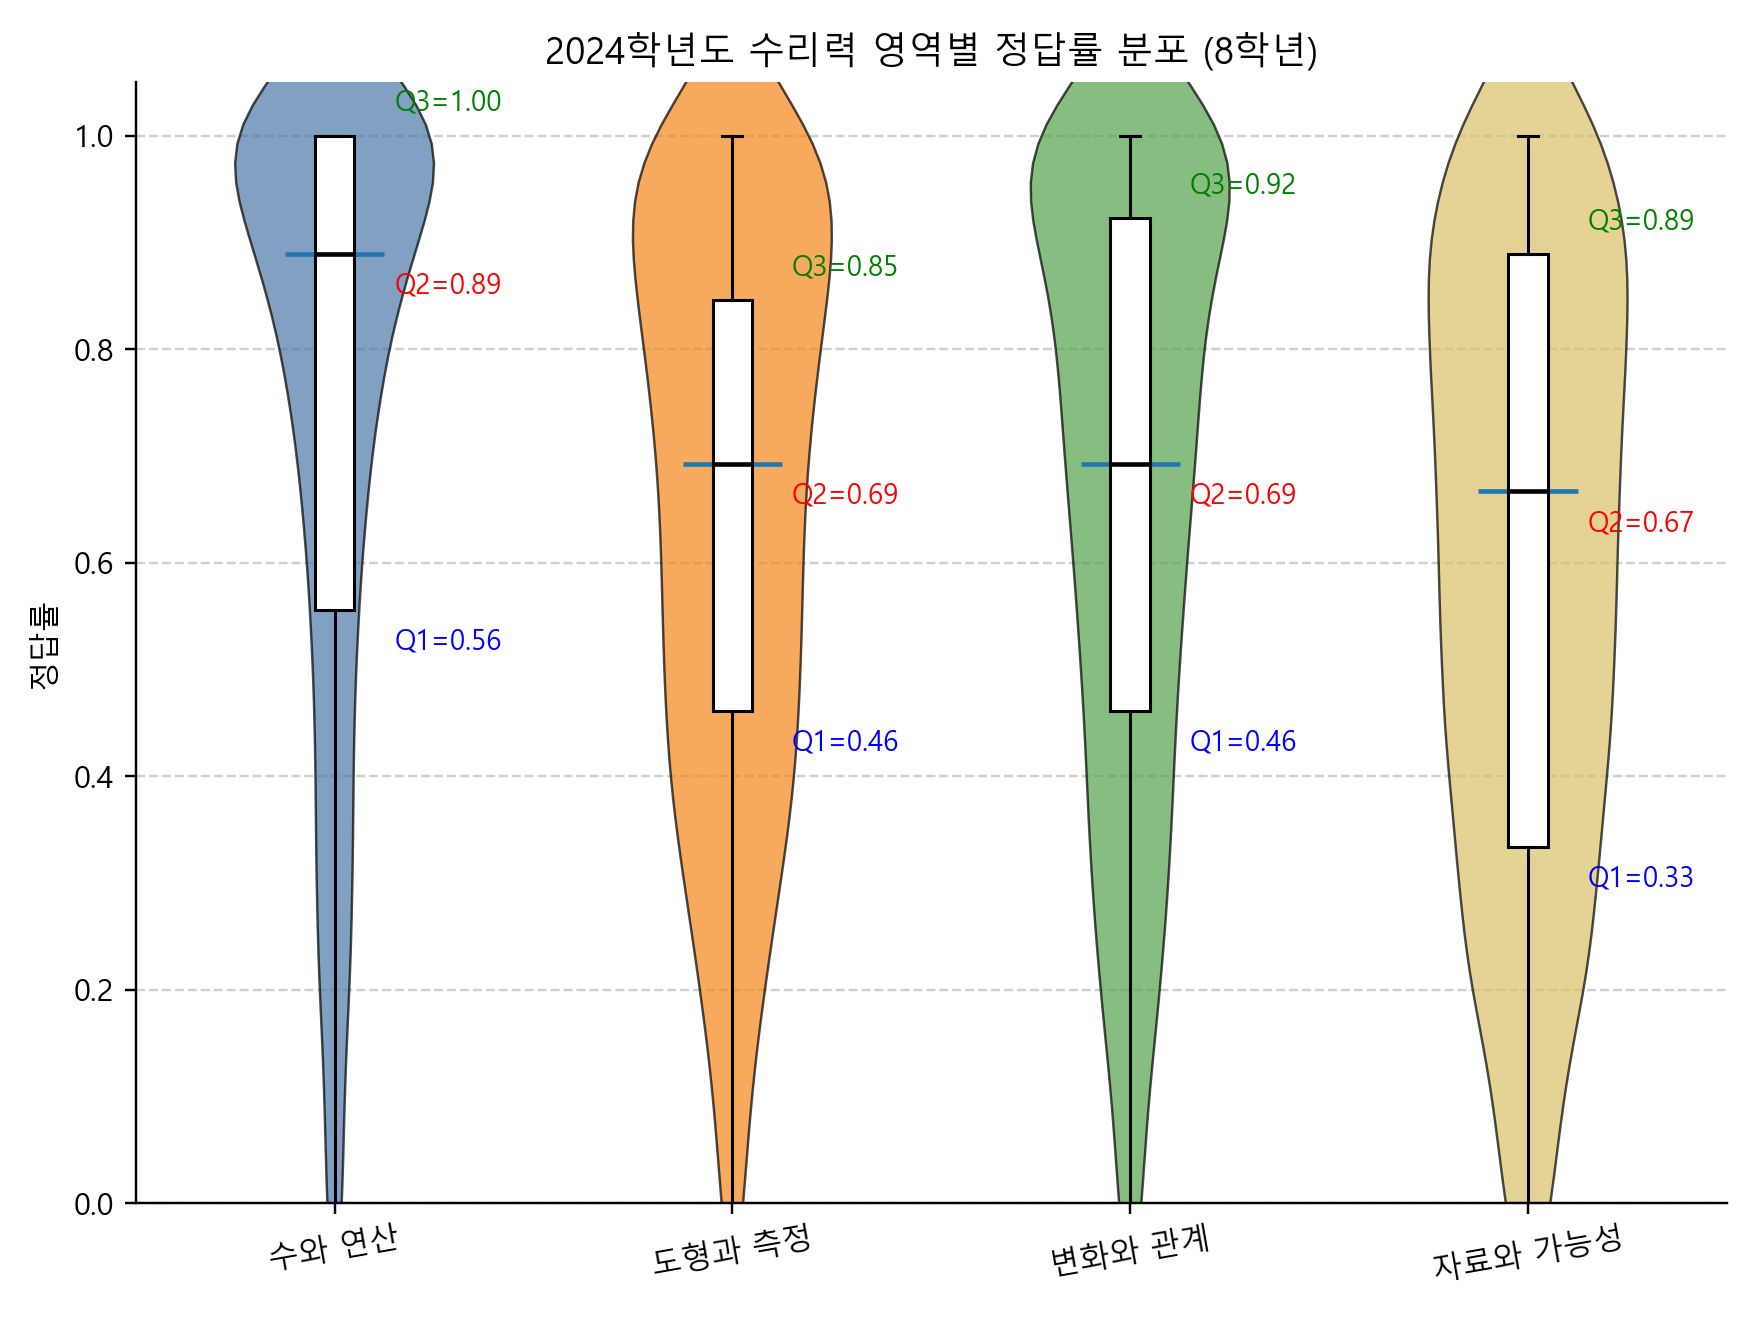 2024학년도 수리력 영역별 정답률 분포 (8학년)
정답률
1.0
0.8
0.6
0.4
0.2
0.0
Q3=1.00
Q2=0.89
Q1=0.56
Q3=0.85
Q2=0.69
Q1=0.46
Q3=0.92
Q2=0.69
Q1=0.46
Q3=0.89
Q2=0.67
Q1=0.33
수와 연산
도형과 측정
변화와 관계
자료와 가능성